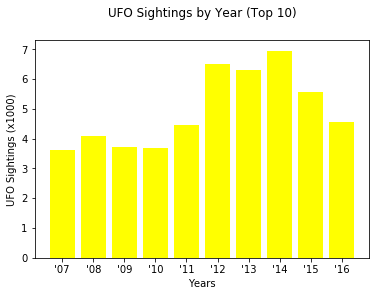 UFO Sightings by Year (Top 10)
UFO Sightings (x1000)
7
6
5
4
3
2
1
0
'07 '08 '09 '10 '11 '12 '13 '14 '15 '16
Years